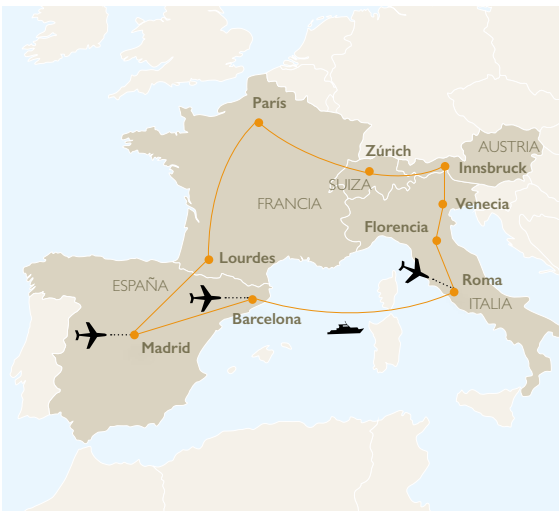 París
Zúrich
AUSTRIA
Innsbruck
SUIZA
FRANCIA
Venecia
Florencia
Lourdes
Roma
ESPAÑA
ITALIA
Barcelona
Madrid